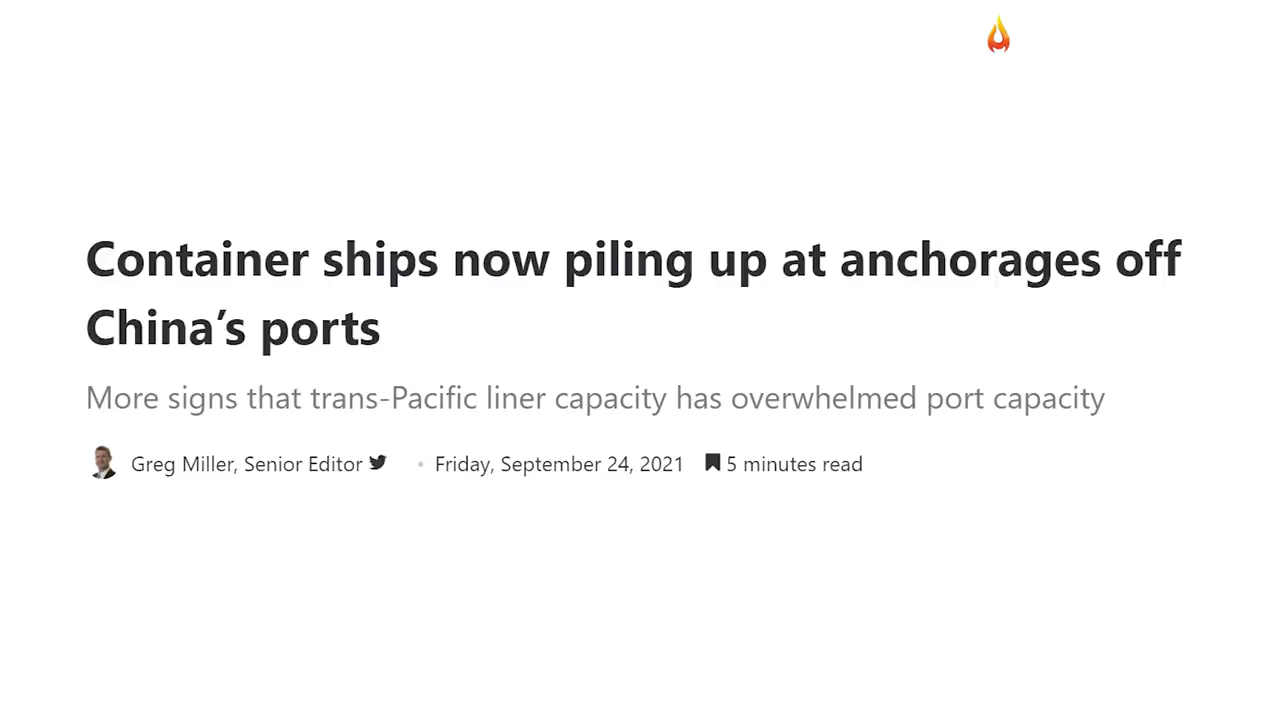 Container ships now piling up at anchorages off
China’s ports
More signs that trans-Pacific liner capacity has overwhelmed port capacity
Greg Miller, Senior Editor • Friday, September 24, 2021 5 minutes read